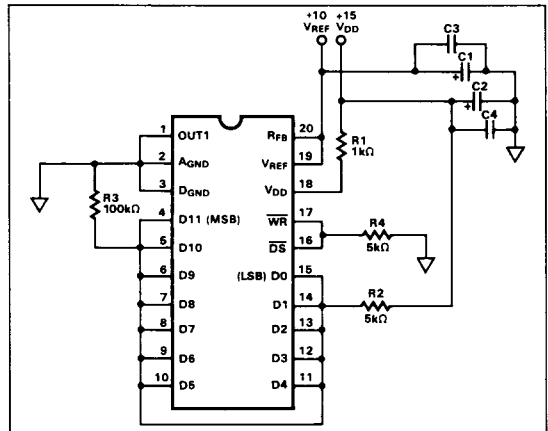 +10
VREF
+15
VDD
C3
C1
+
C2
+
C4
R1
1kΩ
1 OUT1
2 AGND
3 DGND
4 D11 (MSB)
5 D10
6 D9
7 D8
8 D7
9 D6
10 D5
RFB 20
VREF 19
VDD 18
WR 17
DS 16
(LSB) D0 15
D1 14
D2 13
D3 12
D4 11
R3
100kΩ
R4
5kΩ
R2
5kΩ